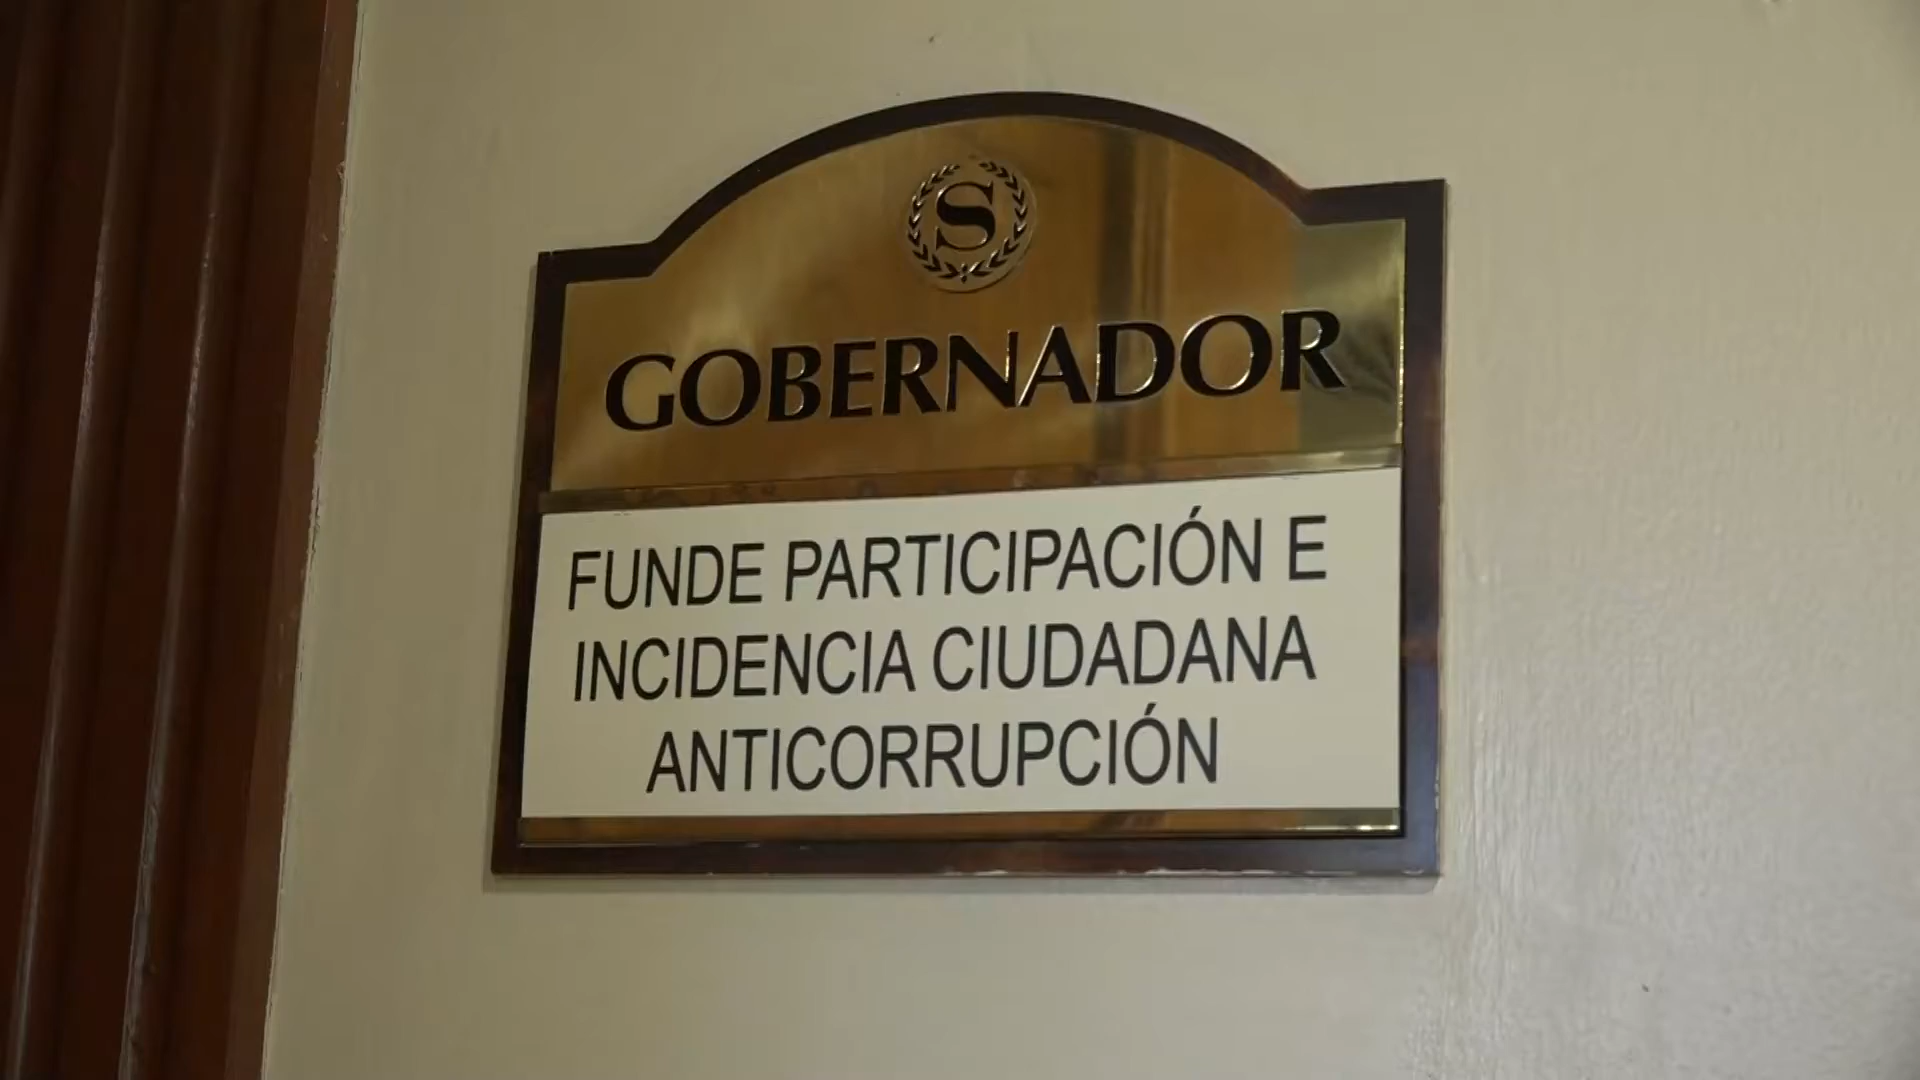 S
GOBERNADOR
FUNDE PARTICIPACIÓN E
INCIDENCIA CIUDADANA
ANTICORRUPCIÓN